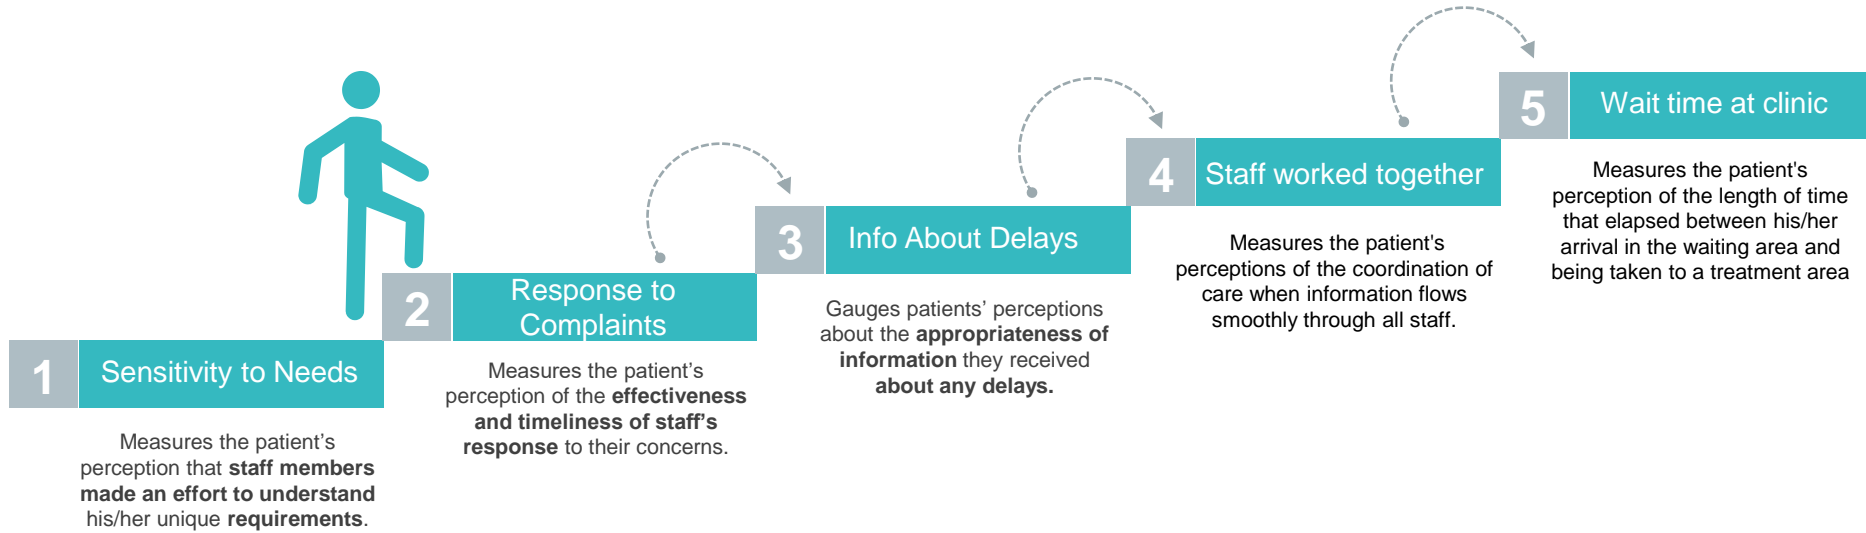 1
Sensitivity to Needs
Measures the patient’s
perception that staff members
made an effort to understand
his/her unique requirements.
2
Response to
Complaints
Measures the patient’s
perception of the effectiveness
and timeliness of staff’s
response to their concerns.
3
Info About Delays
Gauges patients’ perceptions
about the appropriateness of
information they received
about any delays.
4
Staff worked together
Measures the patient's
perceptions of the coordination of
care when information flows
smoothly through all staff.
5
Wait time at clinic
Measures the patient's
perception of the length of time
that elapsed between his/her
arrival in the waiting area and
being taken to a treatment area